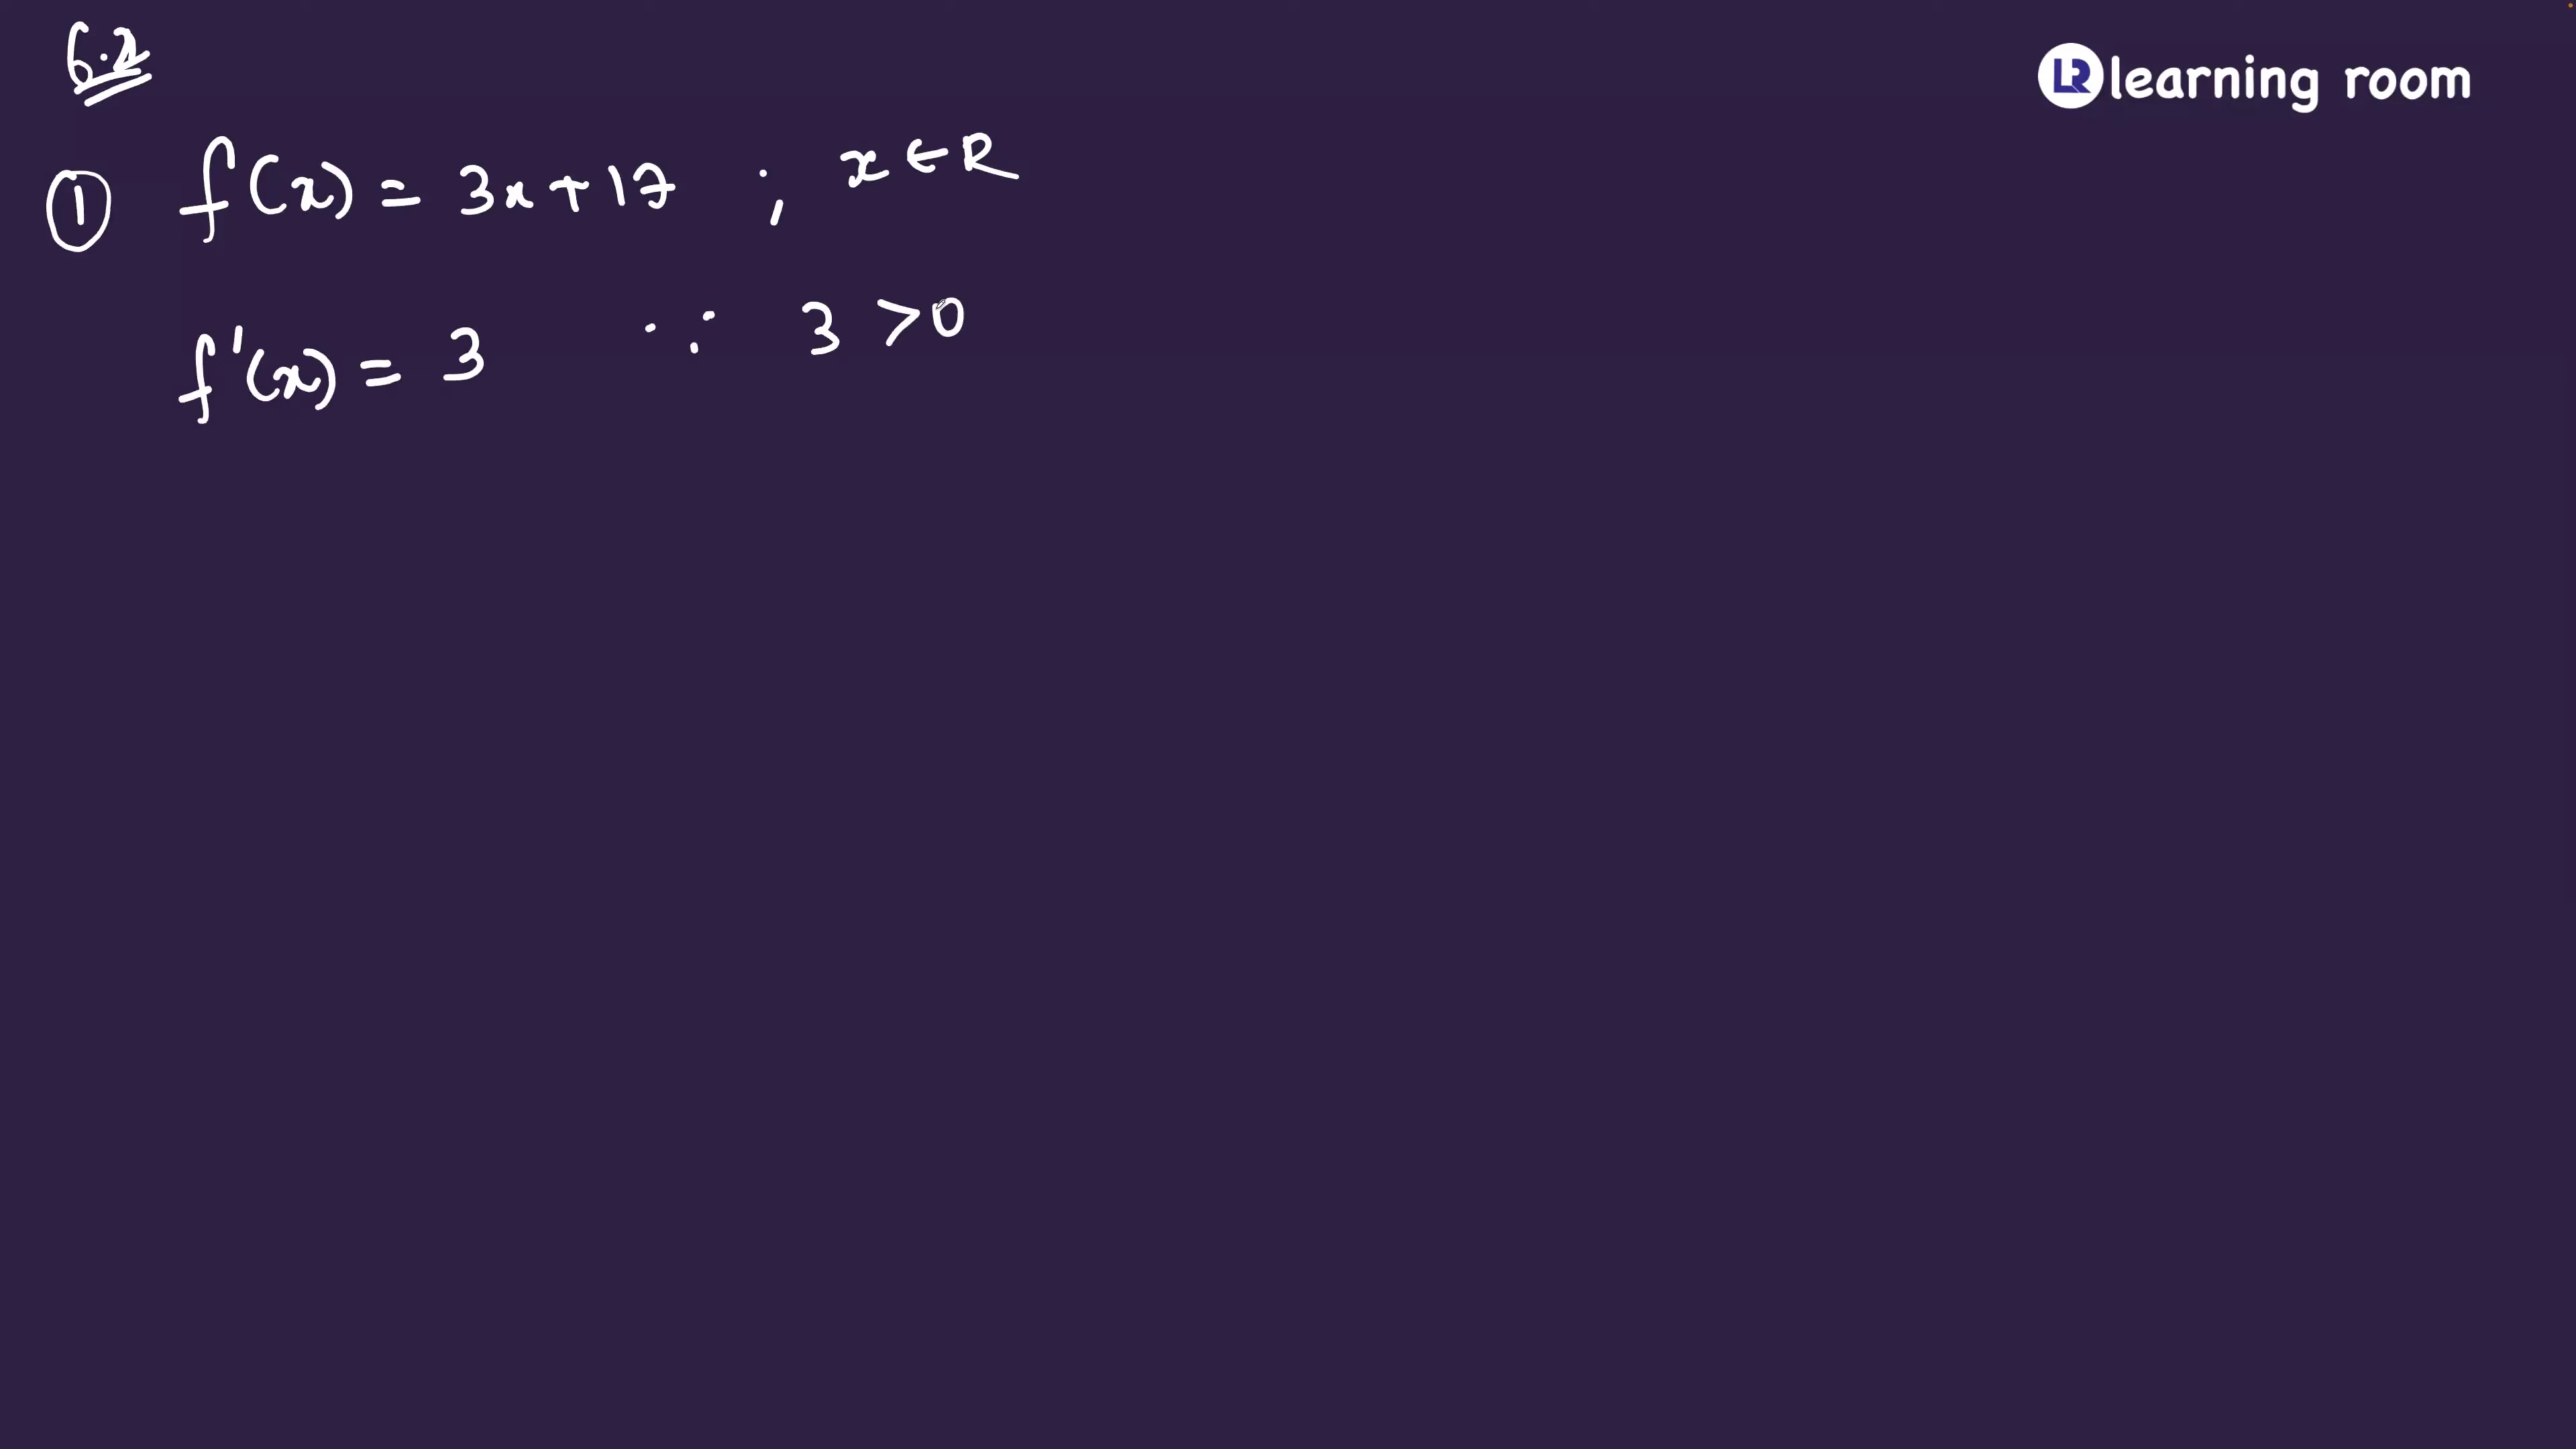 6.2
learning room
① f(x) = 3x+17 ; x ∈ R
f'(x) = 3 ∵ 3 >0